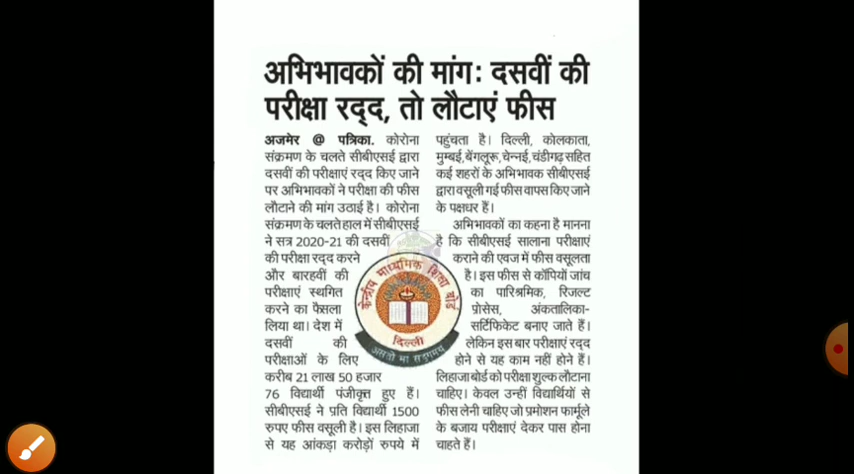 अभिभावकों की मांग: दसवीं की
परीक्षा रद्द, तो लौटाएं फीस
अजमेर @ पत्रिका. कोरोना
संक्रमण के चलते सीबीएसई द्वारा
दसवीं की परीक्षाएं रद्द किए जाने
पर अभिभावकों ने परीक्षा की फीस
लौटाने की मांग उठाई है। कोरोना
संक्रमण के चलते हाल में सीबीएसई
ने सत्र 2020-21 की दसवीं
की परीक्षा रद्द करने
और बारहवीं की
परीक्षाएं स्थगित
करने का फैसला
लिया था। देश में
दसवीं की
परीक्षाओं के लिए
करीब 21 लाख 50 हजार
76 विद्यार्थी पंजीकृत हुए हैं।
सीबीएसई ने प्रति विद्यार्थी 1500
रुपए फीस वसूली है। इस लिहाजा
से यह आंकड़ा करोड़ों रुपये में
पहुंचता है। दिल्ली, कोलकाता,
मुम्बई, बेंगलूरू, चेन्नई, चंडीगढ़ सहित
कई शहरों के अभिभावक सीबीएसई
द्वारा वसूली गई फीस वापस किए जाने
के पक्षधर हैं।
अभिभावकों का कहना है मानना
है कि सीबीएसई सालाना परीक्षाएं
कराने की एवज में फीस वसूलता
है। इस फीस से कॉपियों जांच
का पारिश्रमिक, रिजल्ट
प्रोसेस, अंकतालिका-
सर्टिफिकेट बनाए जाते हैं।
लेकिन इस बार परीक्षाएं रद्द
होने से यह काम नहीं होने हैं।
लिहाजा बोर्ड को परीक्षा शुल्क लौटाना
चाहिए। केवल उन्हीं विद्यार्थियों से
फीस लेनी चाहिए जो प्रमोशन फार्मूले
के बजाय परीक्षाएं देकर पास होना
चाहते हैं।
केन्द्रीय माध्यमिक शिक्षा बोर्ड
दिल्ली
असतो मा सद्गमय